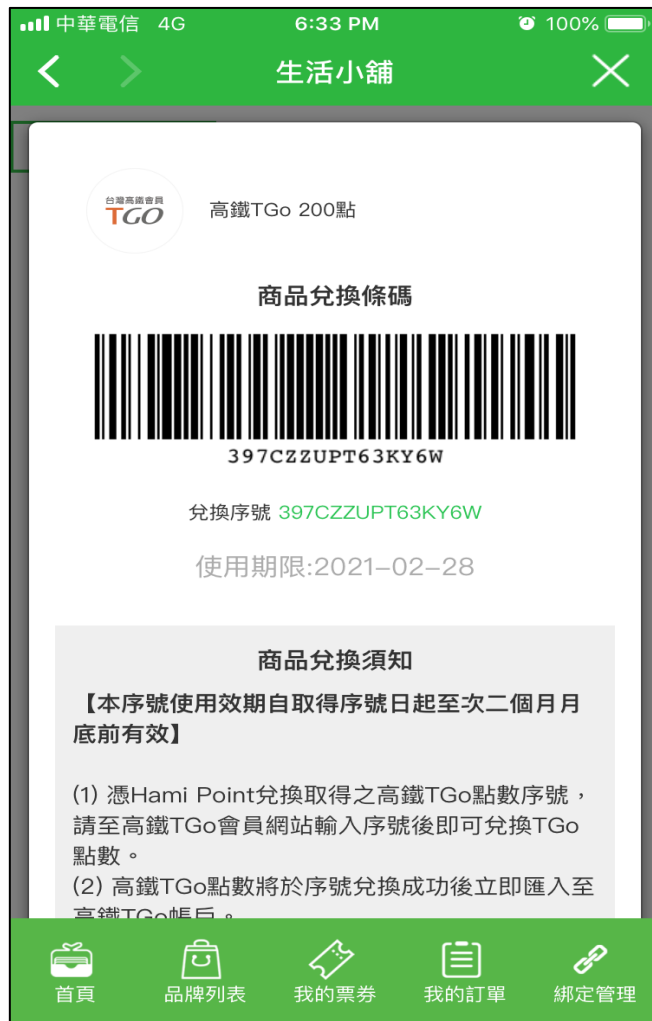 中華電信 4G 6:33 PM 100%
生活小舖
台灣高鐵會員
TGO
高鐵TGo 200點
商品兌換條碼
397CZZUPT63KY6W
兌換序號 397CZZUPT63KY6W
使用期限:2021-02-28
商品兌換須知
【本序號使用效期自取得序號日起至次二個月月
底前有效】
(1) 憑Hami Point兌換取得之高鐵TGo點數序號，
請至高鐵TGo會員網站輸入序號後即可兌換TGo
點數。
(2) 高鐵TGo點數將於序號兌換成功後立即匯入至
高鐵TGo帳戶。
首頁 品牌列表 我的票券 我的訂單 綁定管理